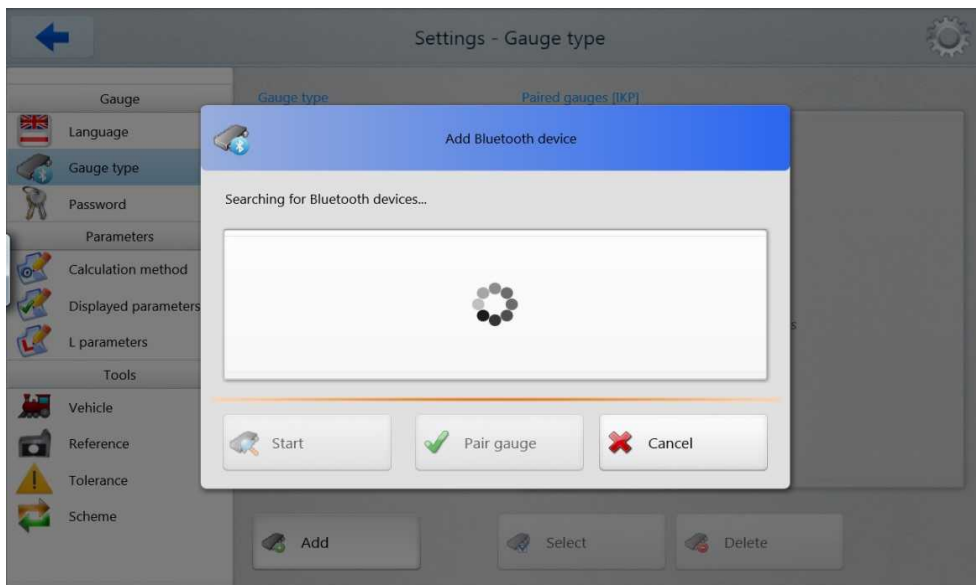 Settings - Gauge type
Gauge
Language
Gauge type
Password
Parameters
Calculation method
Displayed parameters
L parameters
Tools
Vehicle
Reference
Tolerance
Scheme
Gauge type
Paired gauges [IKP]
Add Bluetooth device
Searching for Bluetooth devices...
Start
Pair gauge
Cancel
s
Add
Select
Delete